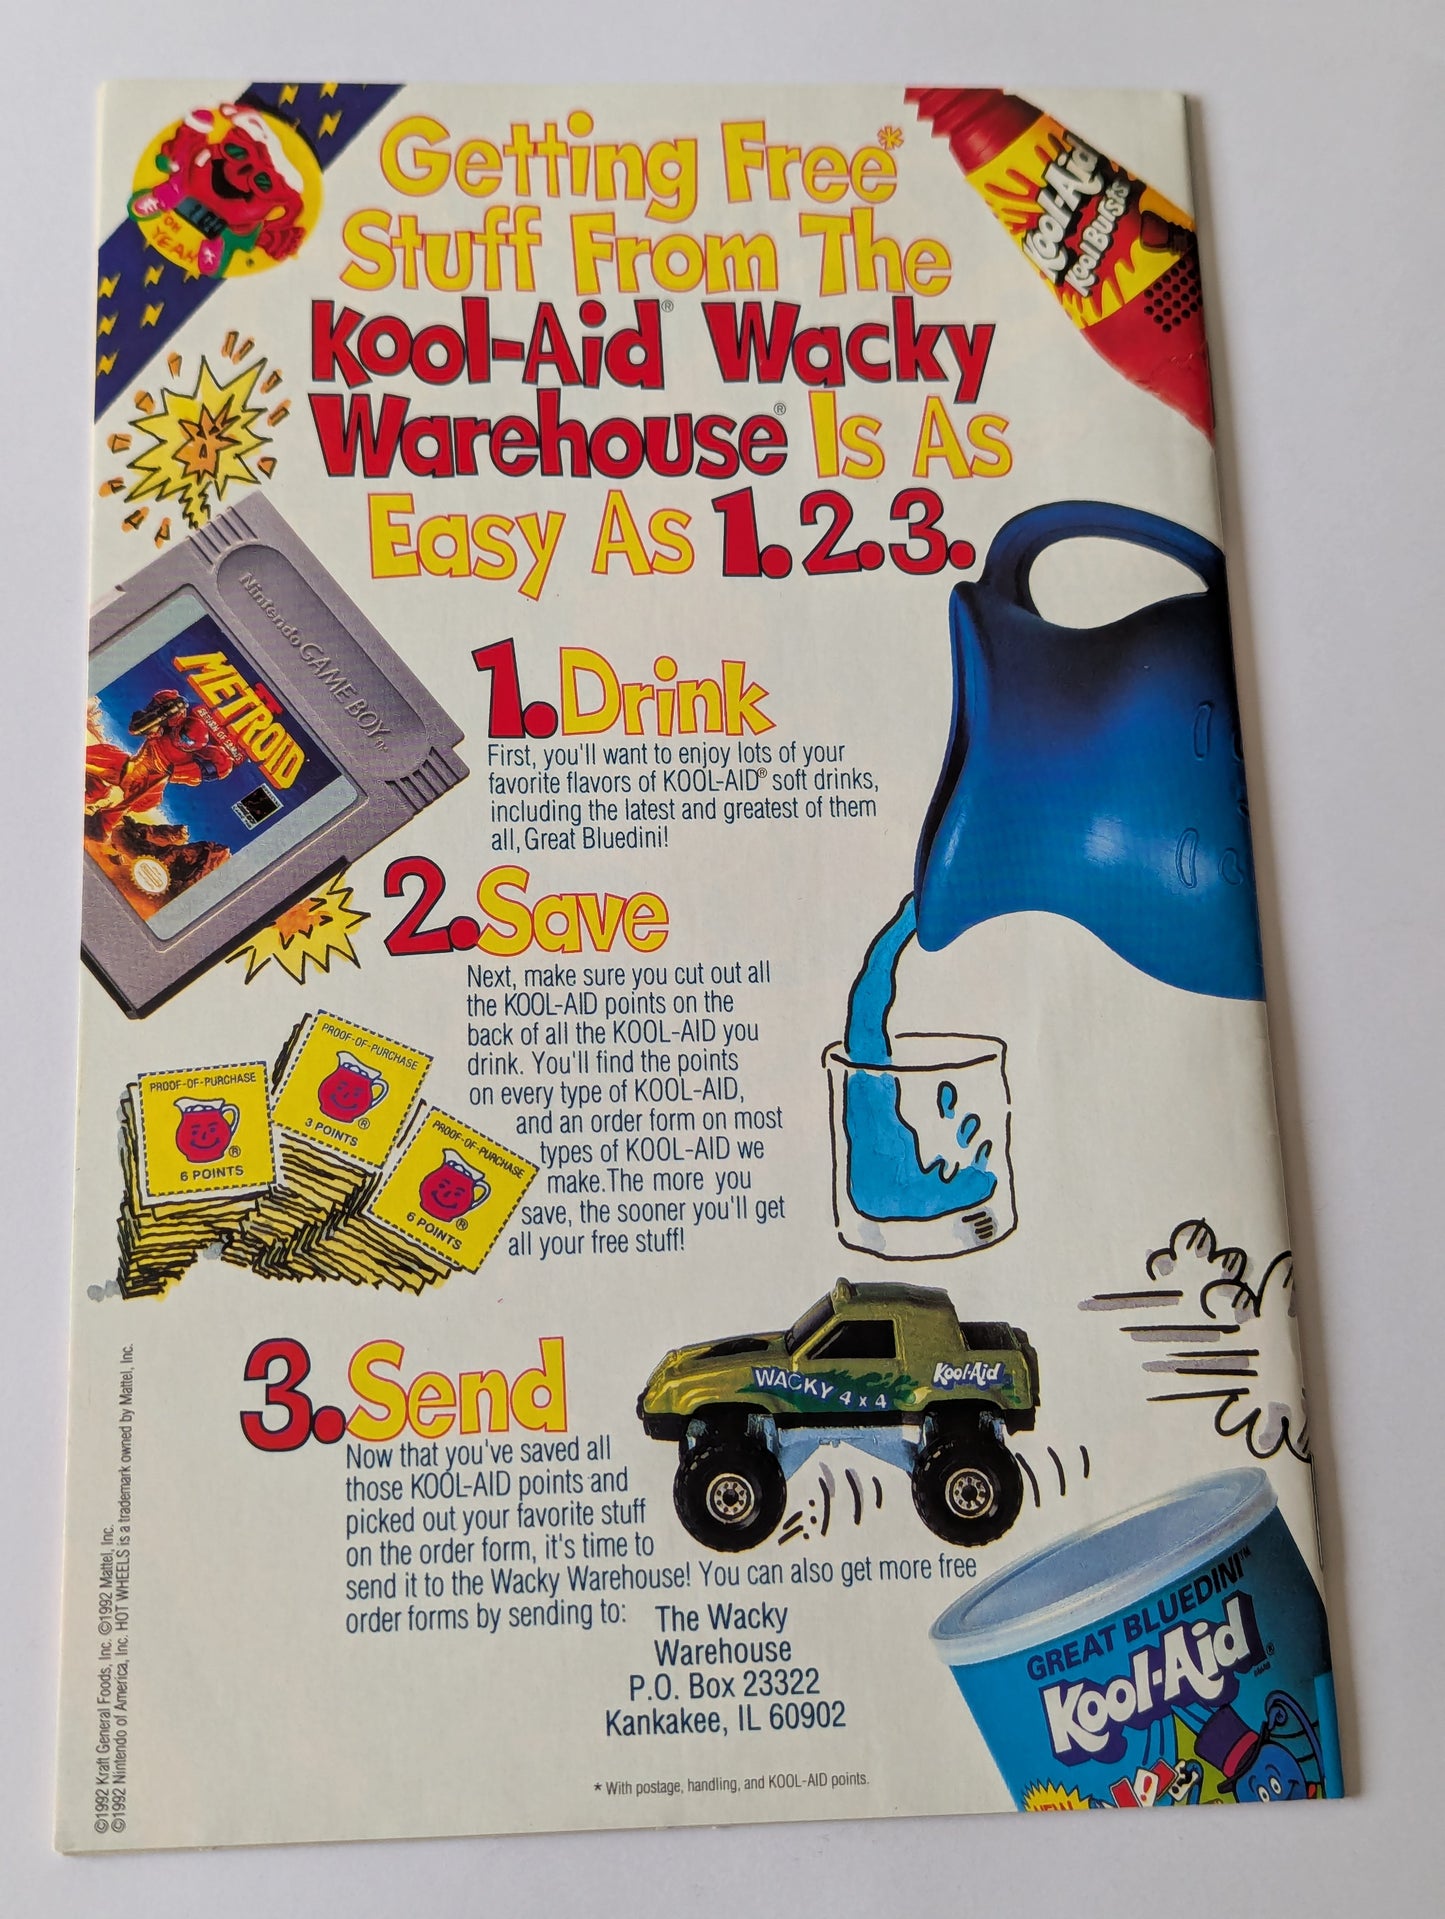 Getting Free*
Stuff From The
Kool-Aid® Wacky
Warehouse® Is As
Easy As 1.2.3.
OH
YEAH
Kool-Aid
Kool Bursts
Nintendo GAME BOY™
METROID II
RETURN OF SAMUS
1. Drink
First, you'll want to enjoy lots of your
favorite flavors of KOOL-AID® soft drinks,
including the latest and greatest of them
all, Great Bluedini!
2. Save
Next, make sure you cut out all
the KOOL-AID points on the
back of all the KOOL-AID you
drink. You'll find the points
on every type of KOOL-AID,
and an order form on most
types of KOOL-AID we
make. The more you
save, the sooner you'll get
all your free stuff!
PROOF-OF-PURCHASE
®
6 POINTS
PROOF-OF-PURCHASE
®
3 POINTS
PROOF-OF-PURCHASE
®
6 POINTS
3. Send
Now that you've saved all
those KOOL-AID points and
picked out your favorite stuff
on the order form, it's time to
send it to the Wacky Warehouse! You can also get more free
order forms by sending to:
The Wacky
Warehouse
P.O. Box 23322
Kankakee, IL 60902
WACKY 4 x 4
Kool-Aid
GREAT BLUEDINI™
Kool-Aid®
NEW
* With postage, handling, and KOOL-AID points.
©1992 Kraft General Foods, Inc. ©1992 Mattel, Inc.
©1992 Nintendo of America, Inc. HOT WHEELS is a trademark owned by Mattel, Inc.